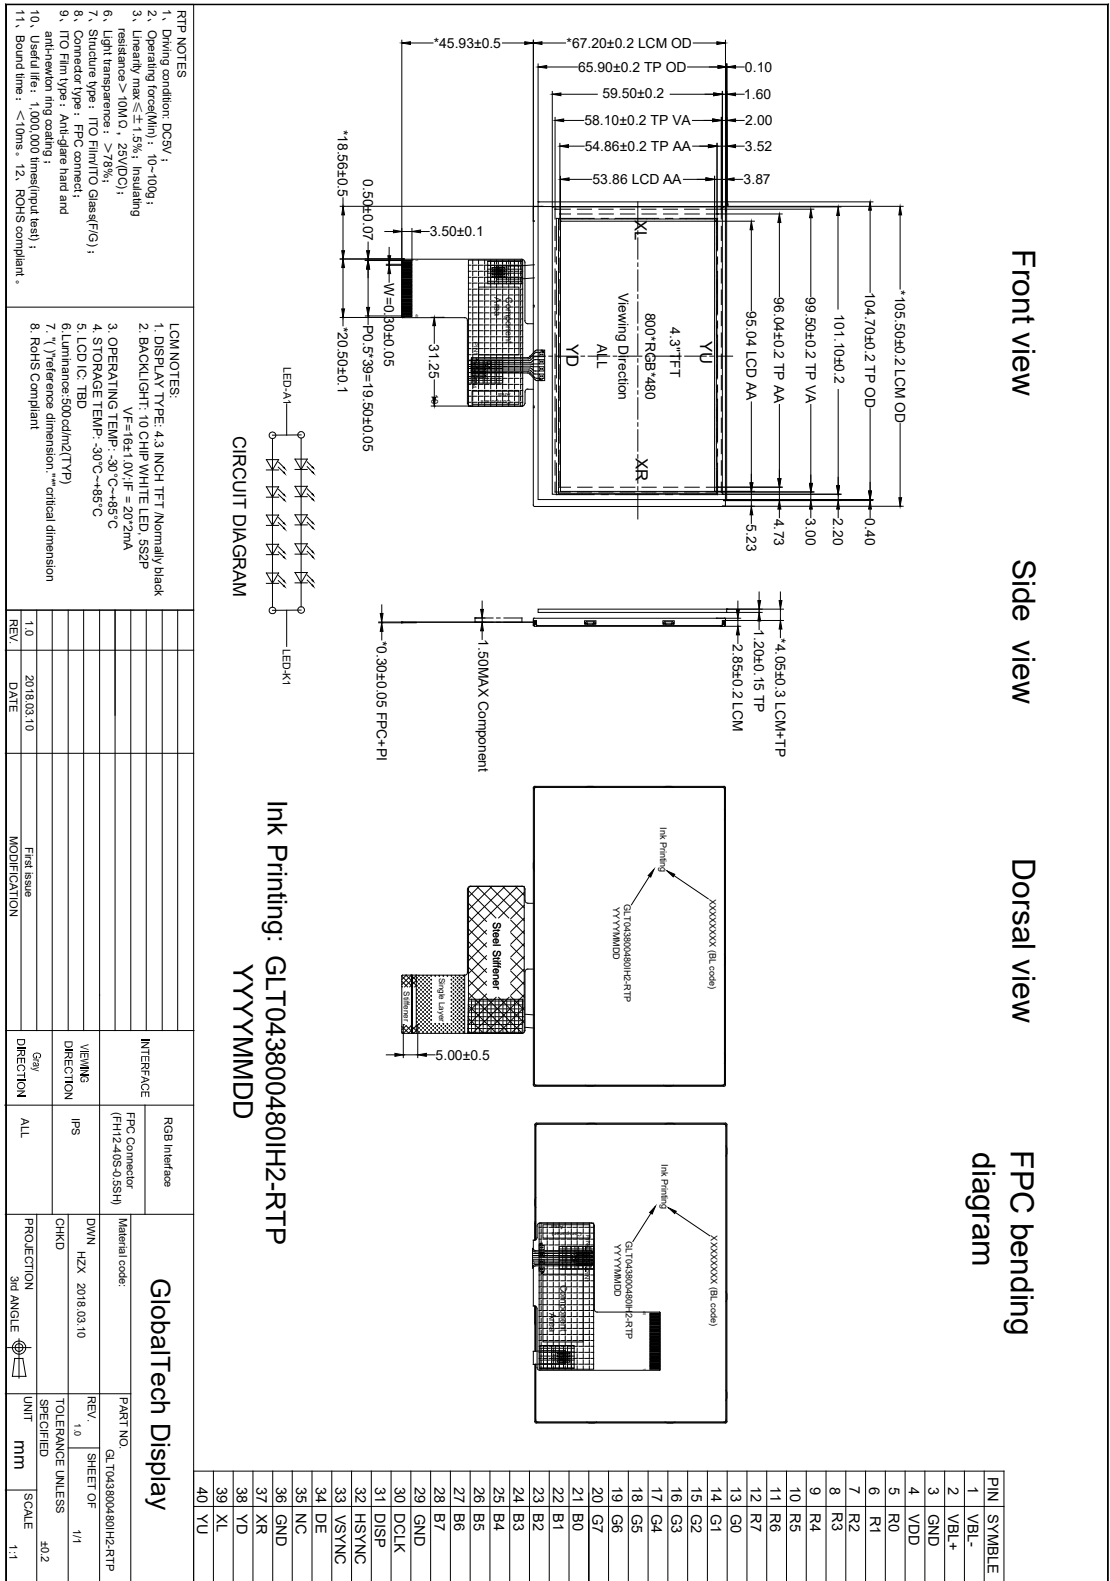 Front view
Side view
Dorsal view
FPC bending
diagram
*105.50±0.2 LCM OD
104.70±0.2 TP OD
101.10±0.2
99.50±0.2 TP VA
96.04±0.2 TP AA
95.04 LCD AA
0.40
2.20
3.00
4.73
5.23
*45.93±0.5
*67.20±0.2 LCM OD
65.90±0.2 TP OD
59.50±0.2
58.10±0.2 TP VA
54.86±0.2 TP AA
53.86 LCD AA
0.10
1.60
2.00
3.52
3.87
XL
YU
YD
XR
4.3"TFT
800*RGB*480
ALL
Viewing Direction
Component
Area
3.50±0.1
31.25
*18.56±0.5
0.50±0.07
W=0.30±0.05
P0.5*39=19.50±0.05
*20.50±0.1
*4.05±0.3 LCM+TP
1.20±0.15 TP
2.85±0.2 LCM
1.50MAX Component
*0.30±0.05 FPC+PI
LED-A1
LED-K1
CIRCUIT DIAGRAM
XXXXXXXX (BL code)
Ink Printing
GLT043800480IH2-RTP
YYYYMMDD
Steel Stiffener
Single Layer
Stiffener
5.00±0.5
XXXXXXXX (BL code)
Ink Printing
GLT043800480IH2-RTP
YYYYMMDD
Component
Area
Ink Printing: GLT043800480IH2-RTP
YYYYMMDD
PIN SYMBLE
1 VBL-
2 VBL+
3 GND
4 VDD
5 R0
6 R1
7 R2
8 R3
9 R4
10 R5
11 R6
12 R7
13 G0
14 G1
15 G2
16 G3
17 G4
18 G5
19 G6
20 G7
21 B0
22 B1
23 B2
24 B3
25 B4
26 B5
27 B6
28 B7
29 GND
30 DCLK
31 DISP
32 HSYNC
33 VSYNC
34 DE
35 NC
36 GND
37 XR
38 YD
39 XL
40 YU
RTP NOTES
1、Driving condition: DC5V；
2、Operating force(Min)：10~100g；
3、Linearity max≤±1.5%；Insulating
resistance＞10MΩ，25V(DC)；
6、Light transparence：＞78%；
7、Structure type：ITO Film/ITO Glass(F/G)；
8、Connector type：FPC connect；
9、ITO Film type：Anti-glare hard and
anti-newton ring coating；
10、Useful life：1,000,000 times(input test)；
11、Bound time：＜10ms。12、ROHS compliant。
LCM NOTES:
1. DISPLAY TYPE: 4.3 INCH TFT /Normally black
2. BACKLIGHT: 10 CHIP WHITE LED, 5S2P
VF=16±1.0V;IF = 20*2mA
3. OPERATING TEMP: -30°C~+85°C
4. STORAGE TEMP: -30°C~+85°C
5. LCD IC: TBD
6.Luminance:500cd/m2(TYP)
7. "( )"reference dimension,"*"critical dimension
8. RoHS Compliant
1.0 2018.03.10 First issue
REV. DATE MODIFICATION
INTERFACE RGB Interface
FPC Connector
(FH12-40S-0.5SH)
VIEWING
DIRECTION IPS
Gray
DIRECTION ALL
GlobalTech Display
Material code:
PART NO.
GLT043800480IH2-RTP
DWN HZX 2018.03.10
REV. 1.0
SHEET OF 1/1
CHKD
TOLERANCE UNLESS
SPECIFIED ±0.2
PROJECTION
3rd ANGLE
UNIT mm
SCALE 1:1